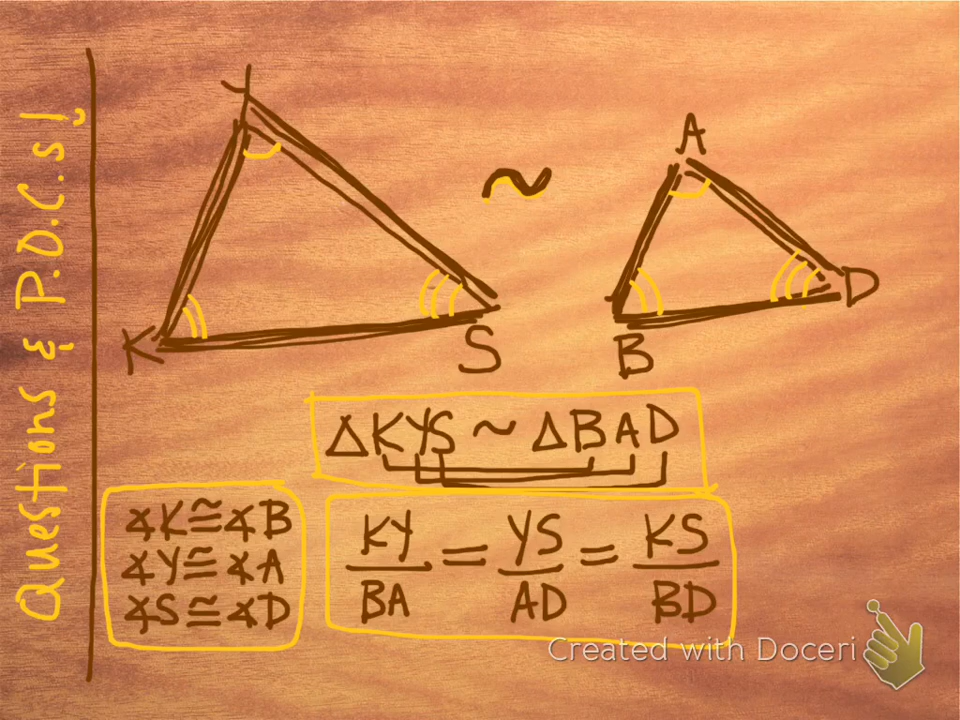 Questions & P.O.C.s!
Y
K
S
~
A
B
D
△KYS ~ △BAD
∡K≅∡B
∡Y≅∡A
∡S≅∡D
KY/BA = YS/AD = KS/BD
Created with Doceri